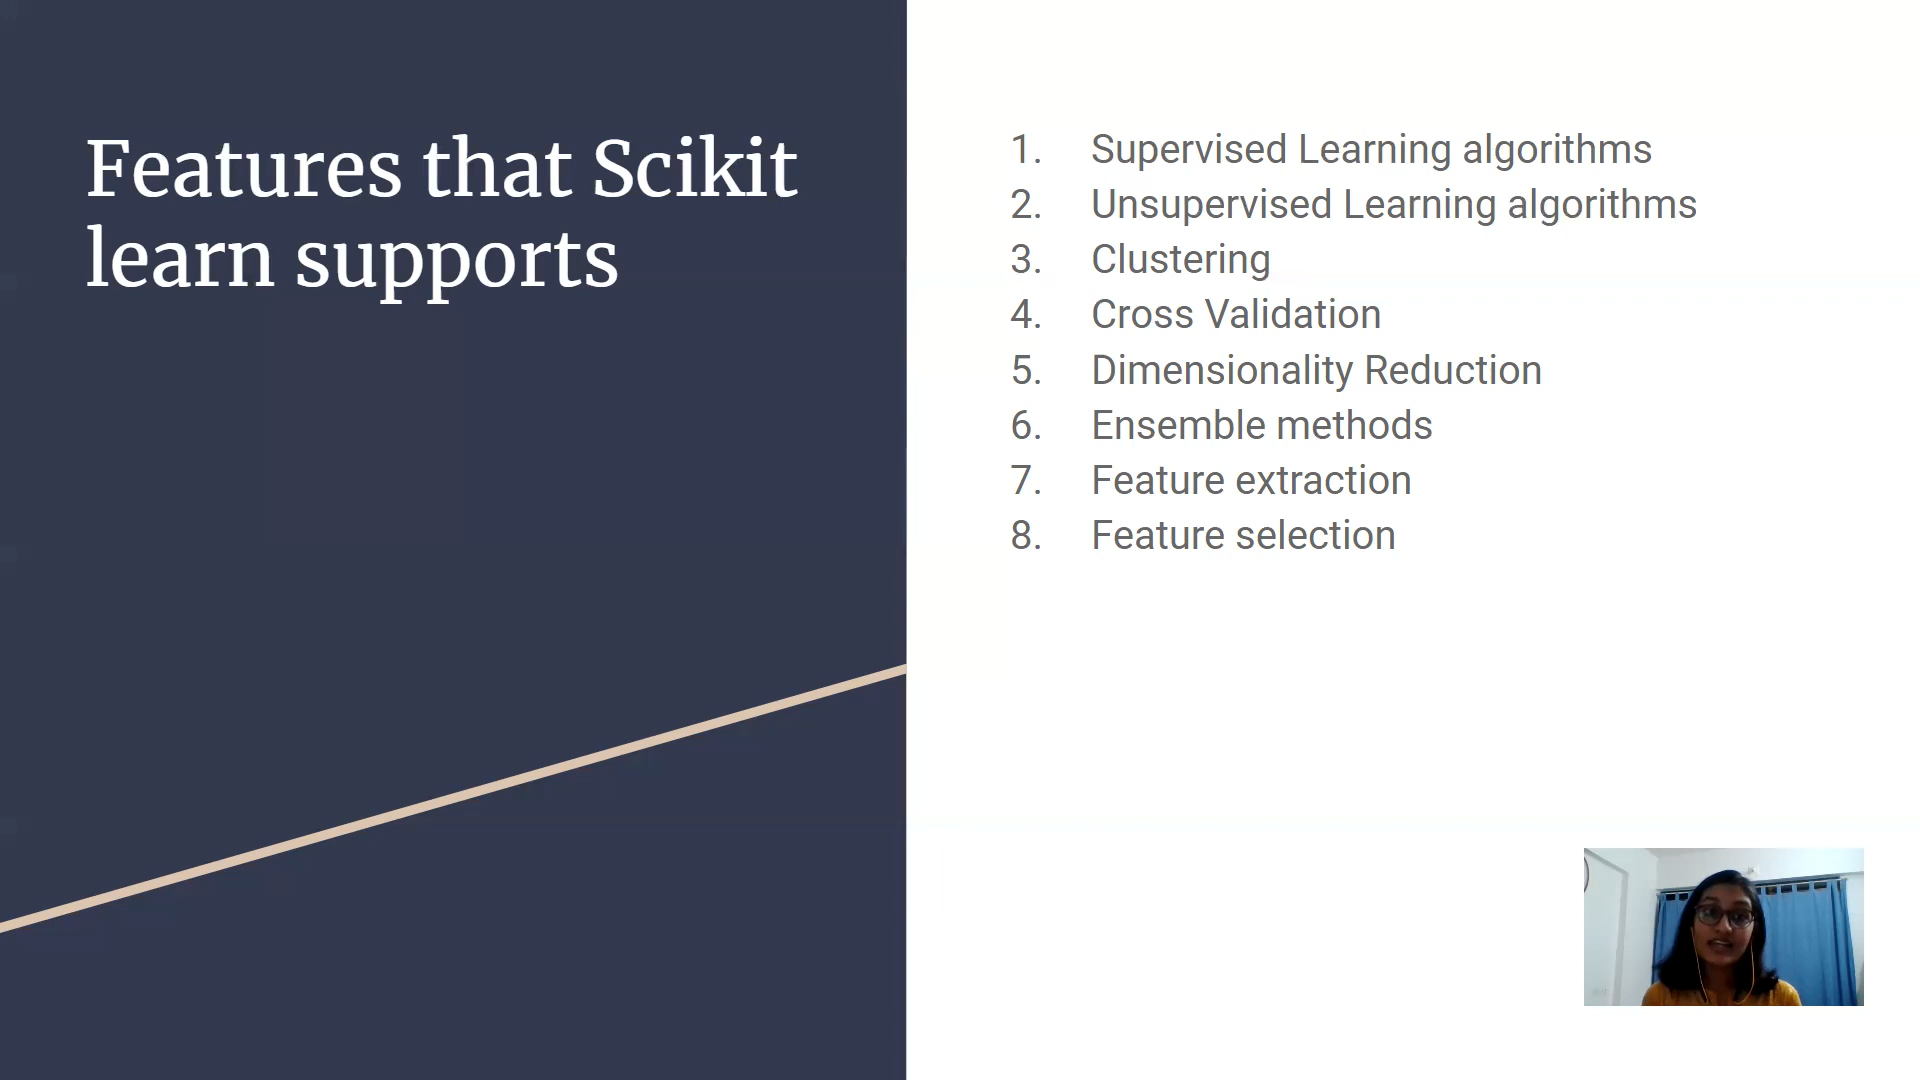 Features that Scikit
learn supports
1. Supervised Learning algorithms
2. Unsupervised Learning algorithms
3. Clustering
4. Cross Validation
5. Dimensionality Reduction
6. Ensemble methods
7. Feature extraction
8. Feature selection